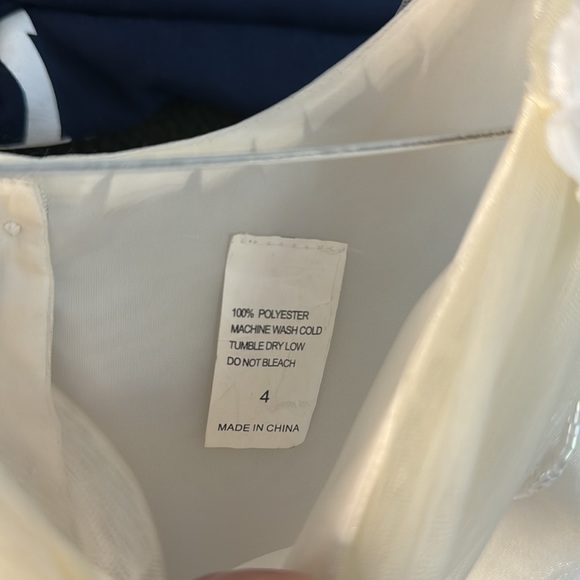 100% POLYESTER
MACHINE WASH COLD
TUMBLE DRY LOW
DO NOT BLEACH
4
MADE IN CHINA